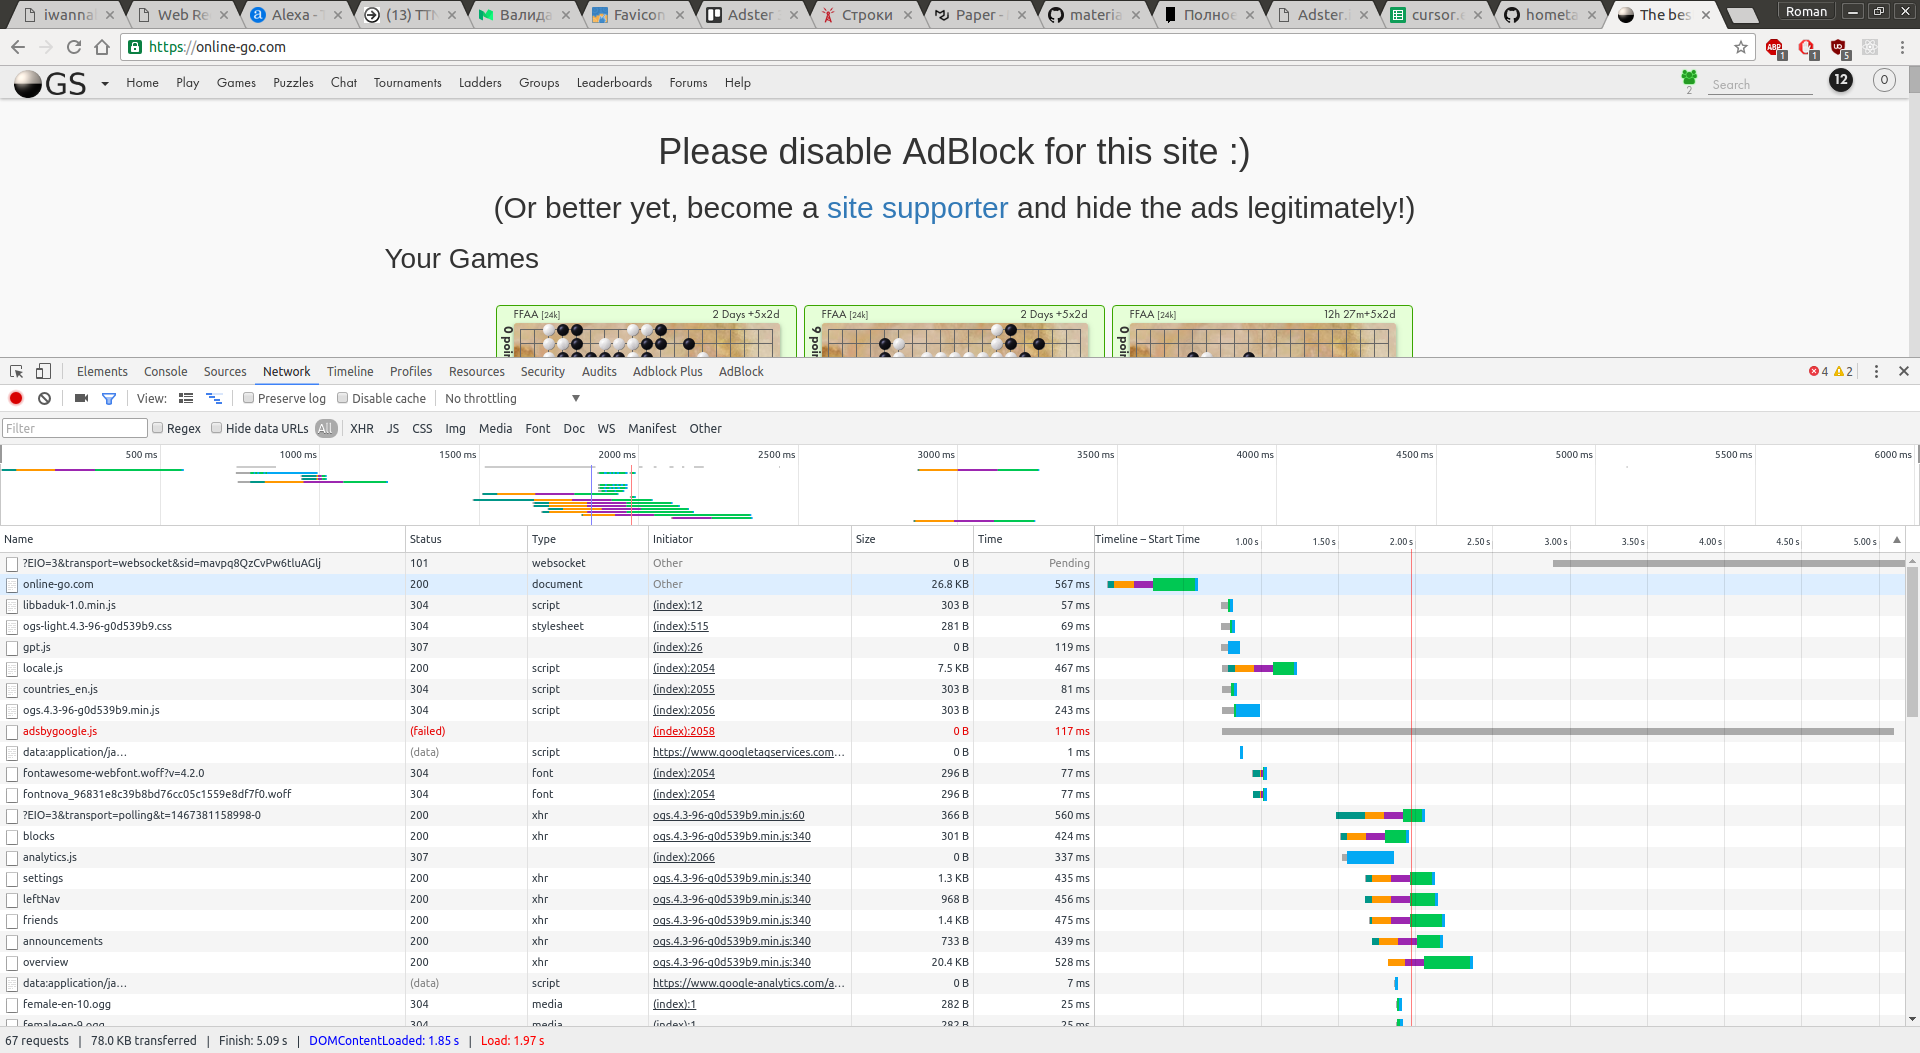 iwanna
Web Re
Alexa - T
(13) TTN
Валида
Favicon
Adster 
Строки
Paper -
materia
Полное
Adster.
cursor.
hometa
The bes
Roman
https://online-go.com
1
1
5
GS
Home
Play
Games
Puzzles
Chat
Tournaments
Ladders
Groups
Leaderboards
Forums
Help
2
Search
12
0
Please disable AdBlock for this site :)
(Or better yet, become a site supporter and hide the ads legitimately!)
Your Games
FFAA [24k] 2 Days +5x2d
0 poin
FFAA [24k] 2 Days +5x2d
9 poin
FFAA [24k] 12h 27m+5x2d
0 poin
Elements Console Sources Network Timeline Profiles Resources Security Audits Adblock Plus AdBlock 4 2
View: Preserve log Disable cache No throttling
Filter Regex Hide data URLs All XHR JS CSS Img Media Font Doc WS Manifest Other
500 ms 1000 ms 1500 ms 2000 ms 2500 ms 3000 ms 3500 ms 4000 ms 4500 ms 5000 ms 5500 ms 6000 ms
Name Status Type Initiator Size Time Timeline – Start Time 1.00 s 1.50 s 2.00 s 2.50 s 3.00 s 3.50 s 4.00 s 4.50 s 5.00 s
?EIO=3&transport=websocket&sid=mavpq8QzCvPw6tluAGlj 101 websocket Other 0 B Pending
online-go.com 200 document Other 26.8 KB 567 ms
libbaduk-1.0.min.js 304 script (index):12 303 B 57 ms
ogs-light.4.3-96-g0d539b9.css 304 stylesheet (index):515 281 B 69 ms
gpt.js 307 (index):26 0 B 119 ms
locale.js 200 script (index):2054 7.5 KB 467 ms
countries_en.js 304 script (index):2055 303 B 81 ms
ogs.4.3-96-g0d539b9.min.js 304 script (index):2056 303 B 243 ms
adsbygoogle.js (failed) (index):2058 0 B 117 ms
data:application/ja... (data) script https://www.googletagservices.com... 0 B 1 ms
fontawesome-webfont.woff?v=4.2.0 304 font (index):2054 296 B 77 ms
fontnova_96831e8c39b8bd76cc05c1559e8df7f0.woff 304 font (index):2054 296 B 77 ms
?EIO=3&transport=polling&t=1467381158998-0 200 xhr ogs.4.3-96-g0d539b9.min.js:60 366 B 560 ms
blocks 200 xhr ogs.4.3-96-g0d539b9.min.js:340 301 B 424 ms
analytics.js 307 (index):2066 0 B 337 ms
settings 200 xhr ogs.4.3-96-g0d539b9.min.js:340 1.3 KB 435 ms
leftNav 200 xhr ogs.4.3-96-g0d539b9.min.js:340 968 B 456 ms
friends 200 xhr ogs.4.3-96-g0d539b9.min.js:340 1.4 KB 475 ms
announcements 200 xhr ogs.4.3-96-g0d539b9.min.js:340 733 B 439 ms
overview 200 xhr ogs.4.3-96-g0d539b9.min.js:340 20.4 KB 528 ms
data:application/ja... (data) script https://www.google-analytics.com/a... 0 B 7 ms
female-en-10.ogg 304 media (index):1 282 B 25 ms
female-en-9.ogg 304 media (index):1 282 B 25 ms
67 requests | 78.0 KB transferred | Finish: 5.09 s | DOMContentLoaded: 1.85 s | Load: 1.97 s